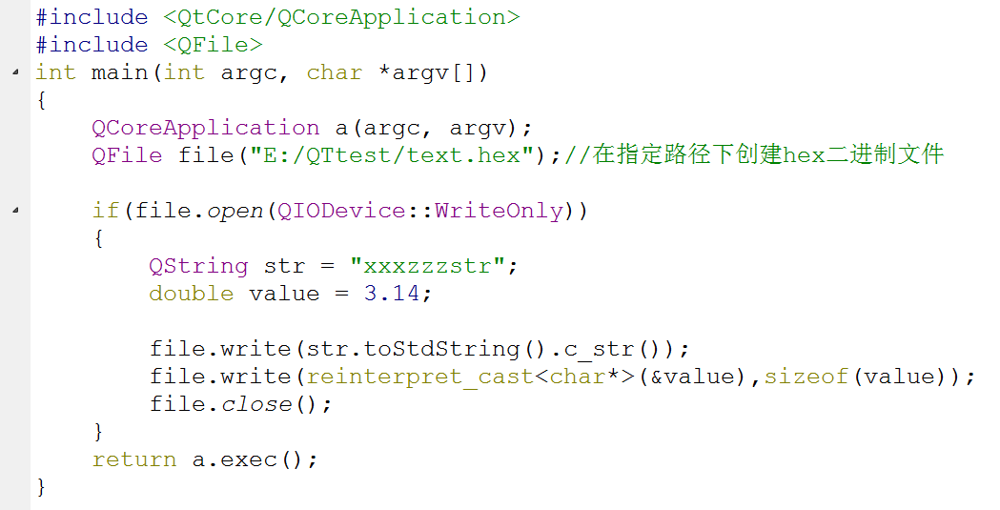 #include <QtCore/QCoreApplication>
#include <QFile>
int main(int argc, char *argv[])
{
    QCoreApplication a(argc, argv);
    QFile file("E:/QTtest/text.hex");//在指定路径下创建hex二进制文件

    if(file.open(QIODevice::WriteOnly))
    {
        QString str = "xxxzzzstr";
        double value = 3.14;

        file.write(str.toStdString().c_str());
        file.write(reinterpret_cast<char*>(&value),sizeof(value));
        file.close();
    }
    return a.exec();
}